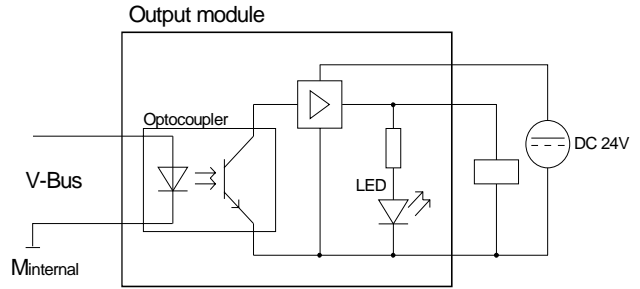 Output module
Optocoupler
DC 24V
V-Bus
LED
Minternal